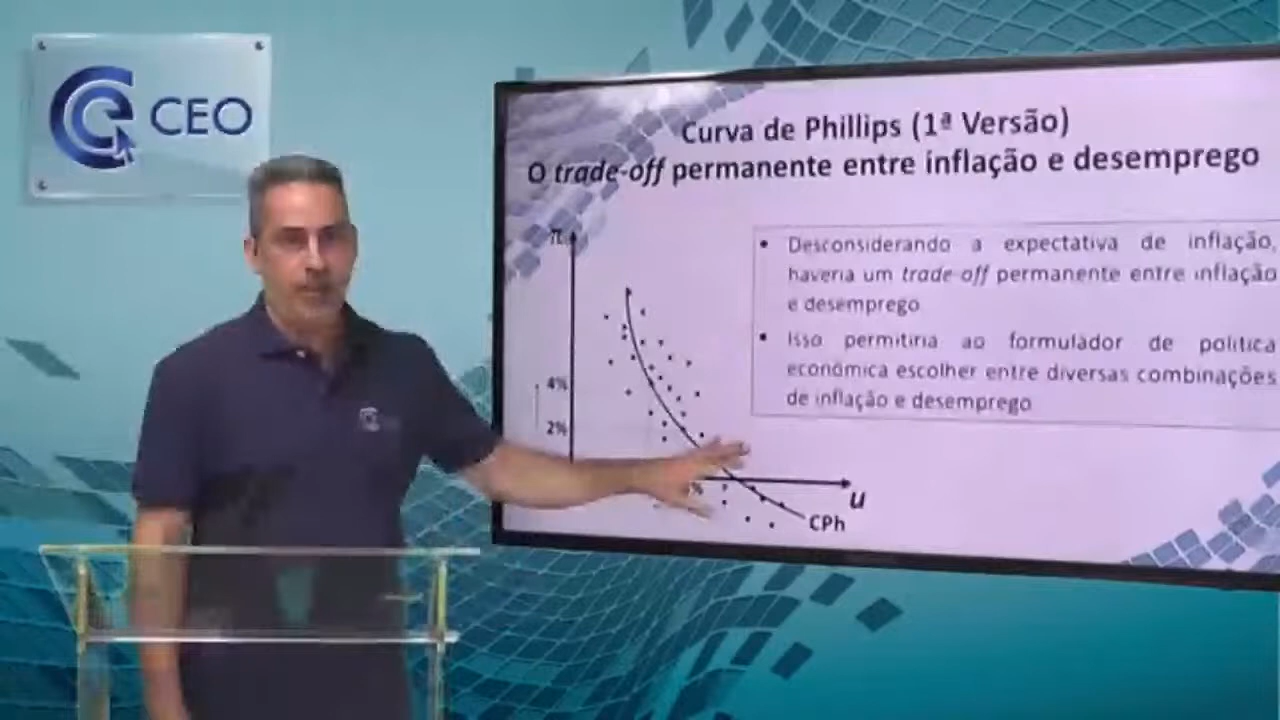 CEO
Curva de Phillips (1ª Versão)
O trade-off permanente entre inflação e desemprego
π
• Desconsiderando a expectativa de inflação,
haveria um trade-off permanente entre inflação
e desemprego
• Isso permitiria ao formulador de política
econômica escolher entre diversas combinações
de inflação e desemprego
4%
2%
u
CPh